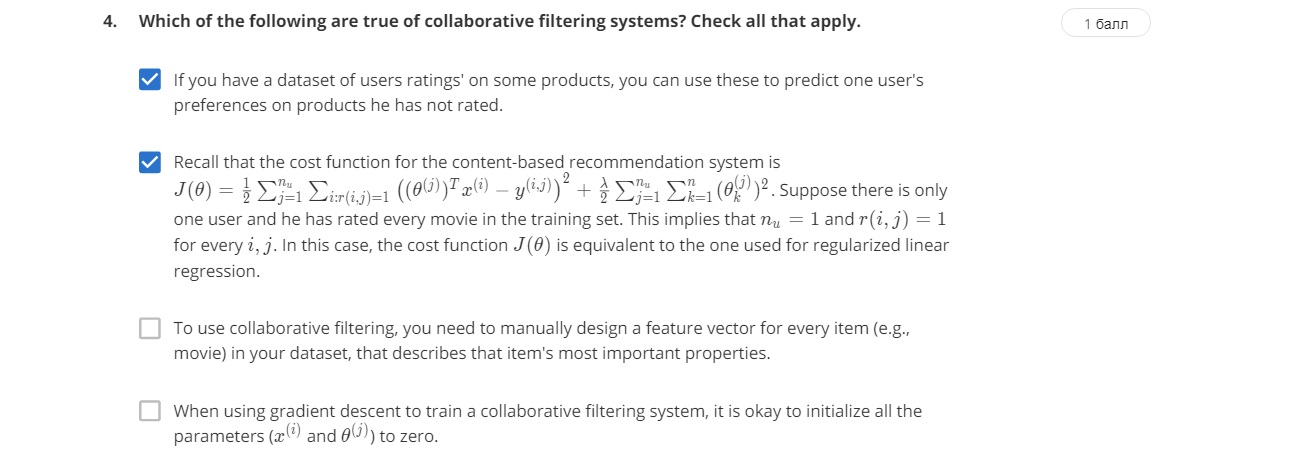 4. Which of the following are true of collaborative filtering systems? Check all that apply.
1 балл
If you have a dataset of users ratings' on some products, you can use these to predict one user's
preferences on products he has not rated.
Recall that the cost function for the content-based recommendation system is
J(θ) = \frac{1}{2} \sum_{j=1}^{n_u} \sum_{i:r(i,j)=1} ((θ^{(j)})^T x^{(i)} − y^{(i,j)})^2 + \frac{λ}{2} \sum_{j=1}^{n_u} \sum_{k=1}^{n} (θ_k^{(j)})^2. Suppose there is only
one user and he has rated every movie in the training set. This implies that n_u = 1 and r(i, j) = 1
for every i, j. In this case, the cost function J(θ) is equivalent to the one used for regularized linear
regression.
To use collaborative filtering, you need to manually design a feature vector for every item (e.g.,
movie) in your dataset, that describes that item's most important properties.
When using gradient descent to train a collaborative filtering system, it is okay to initialize all the
parameters (x^{(i)} and θ^{(j)}) to zero.